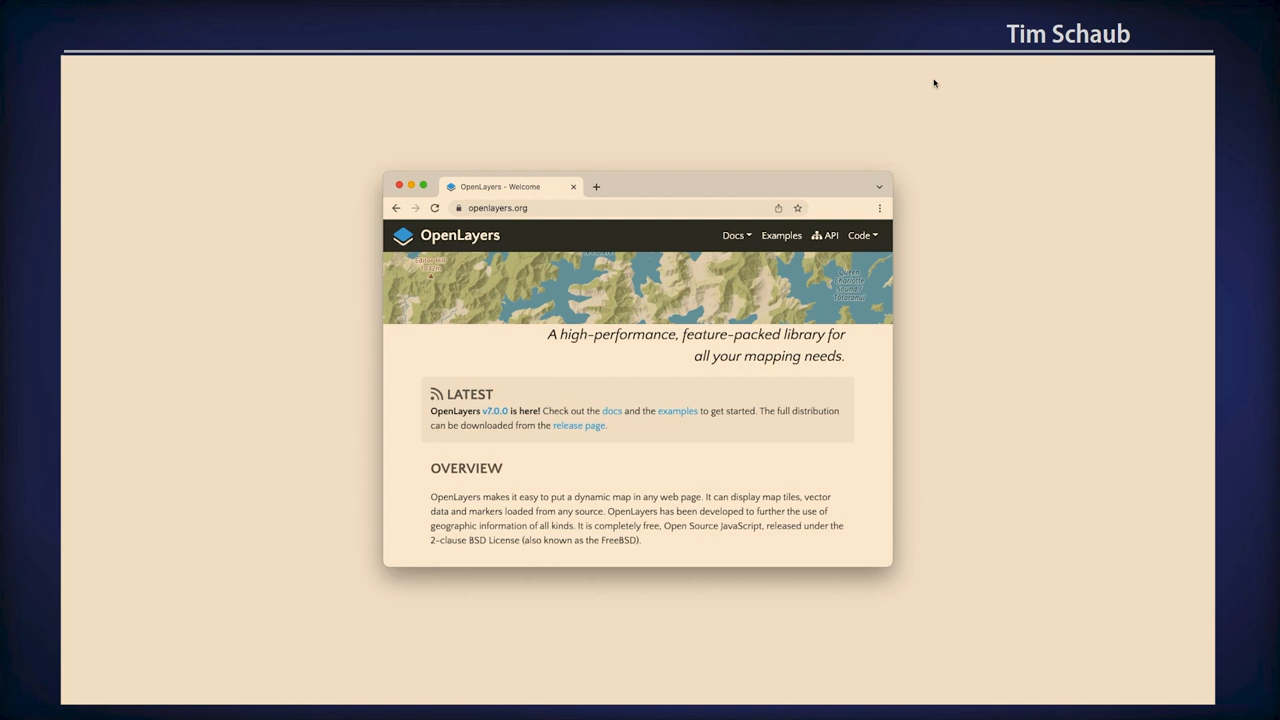 Tim Schaub
OpenLayers - Welcome
openlayers.org
OpenLayers
Docs Examples API Code
Queen
Charlotte
Sound /
Tōtaranui
A high-performance, feature-packed library for
all your mapping needs.
LATEST
OpenLayers v7.0.0 is here! Check out the docs and the examples to get started. The full distribution
can be downloaded from the release page.
OVERVIEW
OpenLayers makes it easy to put a dynamic map in any web page. It can display map tiles, vector
data and markers loaded from any source. OpenLayers has been developed to further the use of
geographic information of all kinds. It is completely free, Open Source JavaScript, released under the
2-clause BSD License (also known as the FreeBSD).